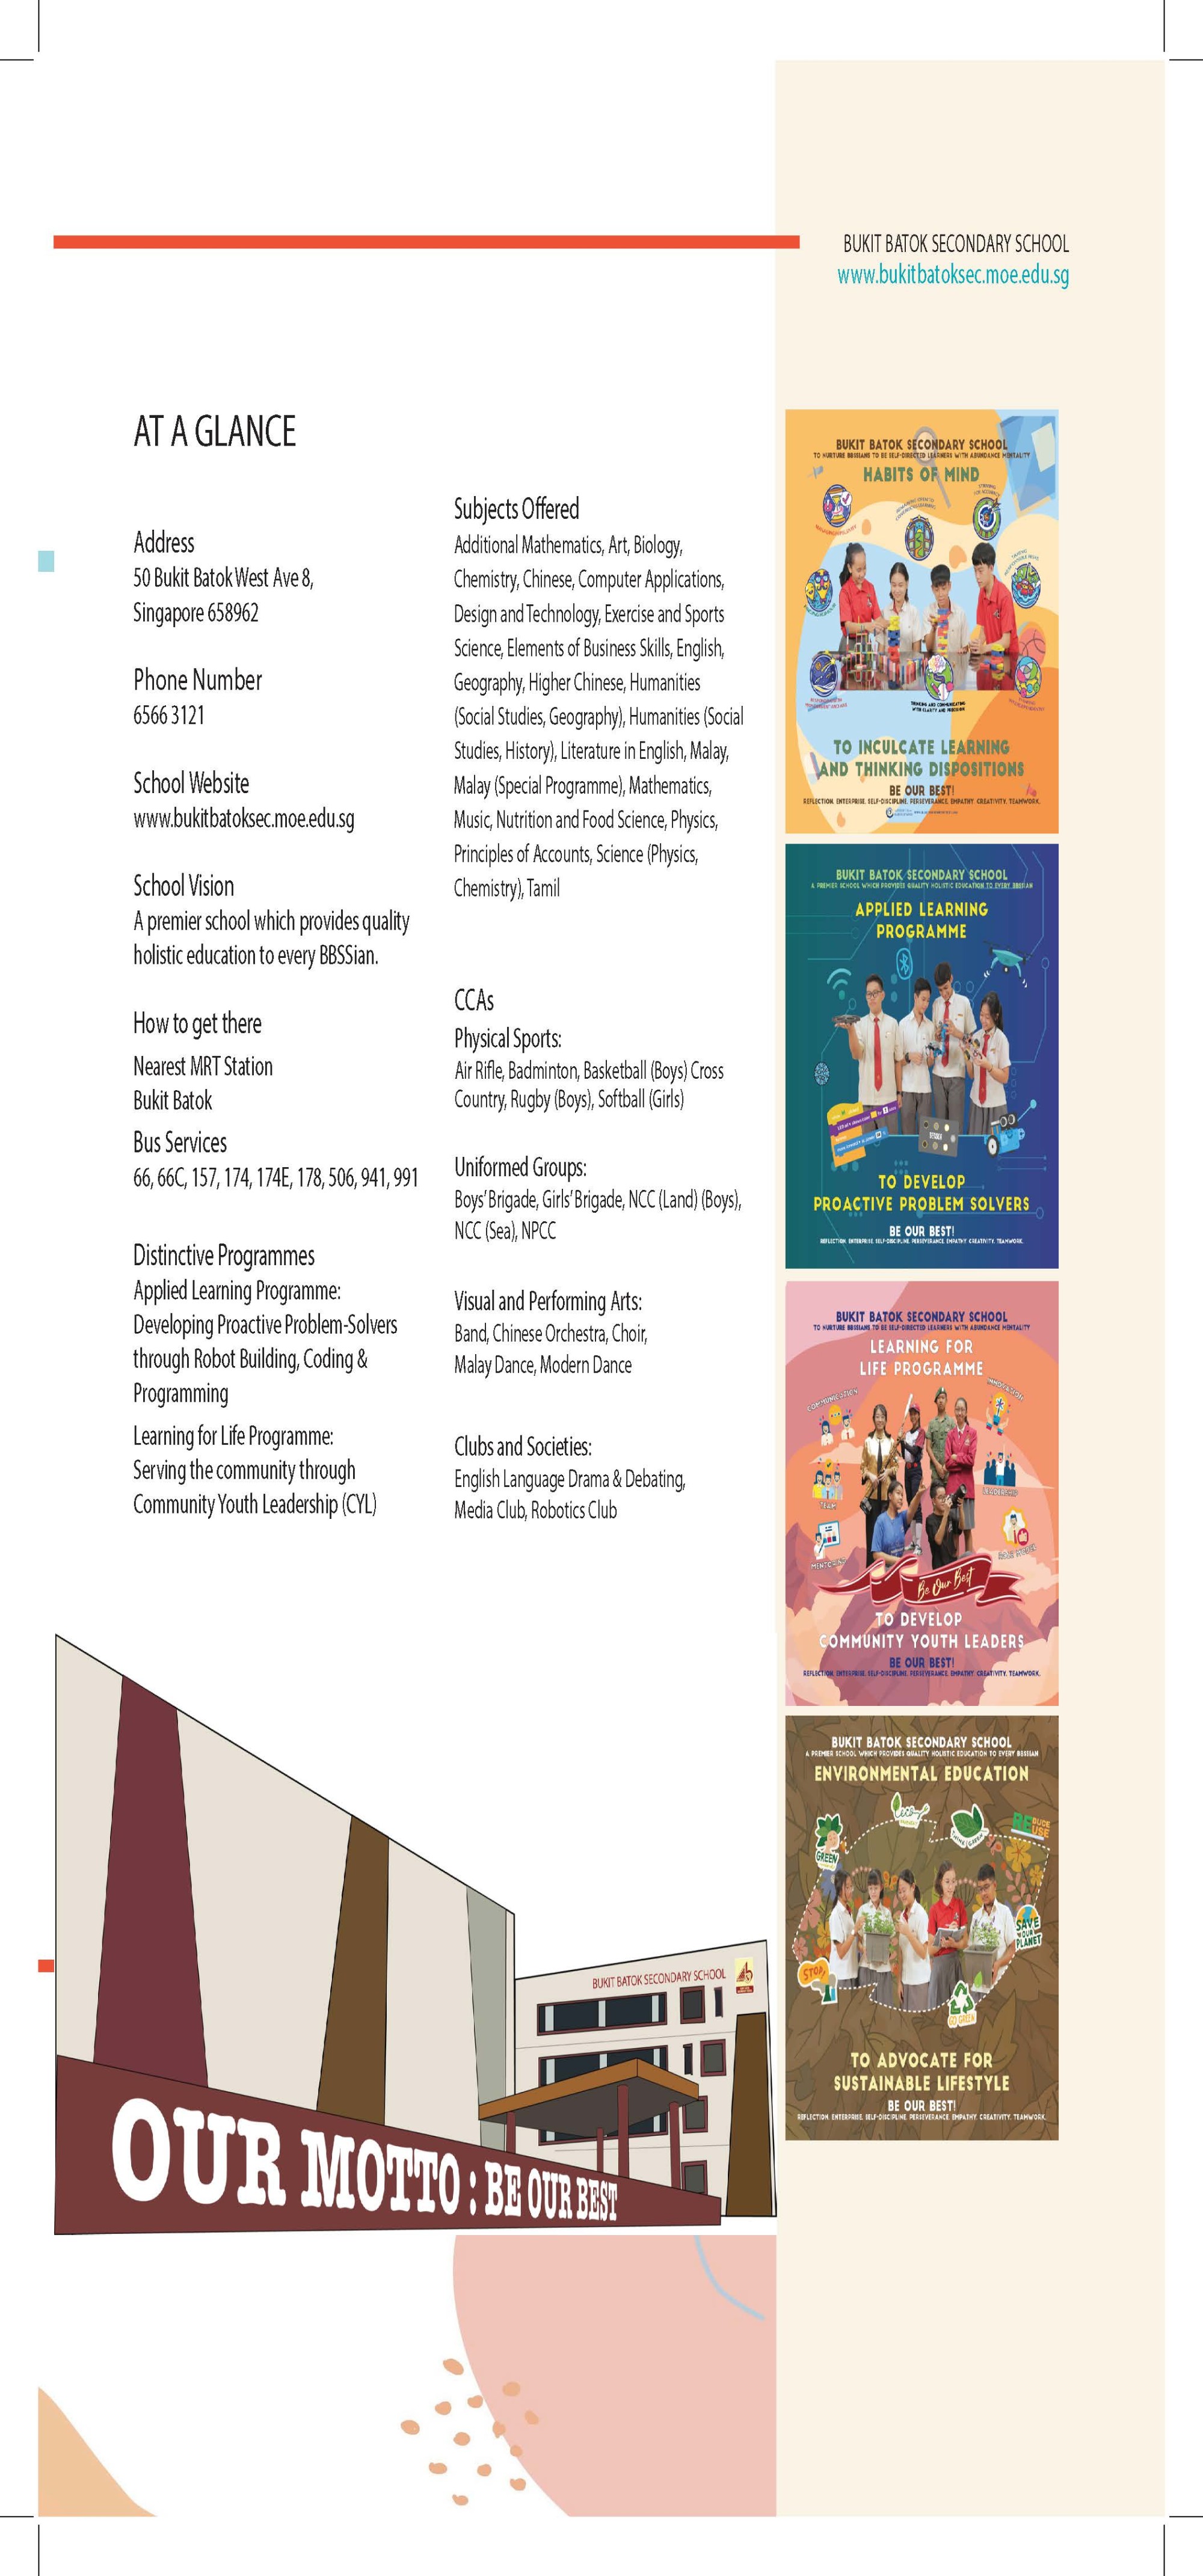 BUKIT BATOK SECONDARY SCHOOL
www.bukitbatoksec.moe.edu.sg
AT A GLANCE
Address
50 Bukit Batok West Ave 8,
Singapore 658962
Phone Number
6566 3121
School Website
www.bukitbatoksec.moe.edu.sg
School Vision
A premier school which provides quality
holistic education to every BBSSian.
How to get there
Nearest MRT Station
Bukit Batok
Bus Services
66, 66C, 157, 174, 174E, 178, 506, 941, 991
Distinctive Programmes
Applied Learning Programme:
Developing Proactive Problem-Solvers
through Robot Building, Coding &
Programming
Learning for Life Programme:
Serving the community through
Community Youth Leadership (CYL)
Subjects Offered
Additional Mathematics, Art, Biology,
Chemistry, Chinese, Computer Applications,
Design and Technology, Exercise and Sports
Science, Elements of Business Skills, English,
Geography, Higher Chinese, Humanities
(Social Studies, Geography), Humanities (Social
Studies, History), Literature in English, Malay,
Malay (Special Programme), Mathematics,
Music, Nutrition and Food Science, Physics,
Principles of Accounts, Science (Physics,
Chemistry), Tamil
CCAs
Physical Sports:
Air Rifle, Badminton, Basketball (Boys) Cross
Country, Rugby (Boys), Softball (Girls)
Uniformed Groups:
Boys' Brigade, Girls' Brigade, NCC (Land) (Boys),
NCC (Sea), NPCC
Visual and Performing Arts:
Band, Chinese Orchestra, Choir,
Malay Dance, Modern Dance
Clubs and Societies:
English Language Drama & Debating,
Media Club, Robotics Club
BUKIT BATOK SECONDARY SCHOOL
TO NURTURE BBSSIANS TO BE SELF-DIRECTED LEARNERS WITH ABUNDANCE MENTALITY
HABITS OF MIND
THINKING AND COMMUNICATING
WITH CLARITY AND PRECISION
TO INCULCATE LEARNING
AND THINKING DISPOSITIONS
BE OUR BEST!
REFLECTION. ENTERPRISE. SELF-DISCIPLINE. PERSEVERANCE. EMPATHY. CREATIVITY. TEAMWORK.
BUKIT BATOK SECONDARY SCHOOL
A PREMIER SCHOOL WHICH PROVIDES QUALITY HOLISTIC EDUCATION TO EVERY BBSSIAN
APPLIED LEARNING
PROGRAMME
TO DEVELOP
PROACTIVE PROBLEM SOLVERS
BE OUR BEST!
REFLECTION. ENTERPRISE. SELF-DISCIPLINE. PERSEVERANCE. EMPATHY. CREATIVITY. TEAMWORK.
BUKIT BATOK SECONDARY SCHOOL
TO NURTURE BBSSIANS TO BE SELF-DIRECTED LEARNERS WITH ABUNDANCE MENTALITY
LEARNING FOR
LIFE PROGRAMME
COMMUNICATION
INNOVATION
TEAM
LEADERSHIP
MENTORING
ROLE MODEL
Be Our Best
TO DEVELOP
COMMUNITY YOUTH LEADERS
BE OUR BEST!
REFLECTION. ENTERPRISE. SELF-DISCIPLINE. PERSEVERANCE. EMPATHY. CREATIVITY. TEAMWORK.
BUKIT BATOK SECONDARY SCHOOL
A PREMIER SCHOOL WHICH PROVIDES QUALITY HOLISTIC EDUCATION TO EVERY BBSSIAN
ENVIRONMENTAL EDUCATION
eco
THINK GREEN
REDUCE
REUSE
GREEN
SAVE
OUR
PLANET
STOP
GO GREEN
TO ADVOCATE FOR
SUSTAINABLE LIFESTYLE
BE OUR BEST!
REFLECTION. ENTERPRISE. SELF-DISCIPLINE. PERSEVERANCE. EMPATHY. CREATIVITY. TEAMWORK.
BUKIT BATOK SECONDARY SCHOOL
OUR MOTTO : BE OUR BEST